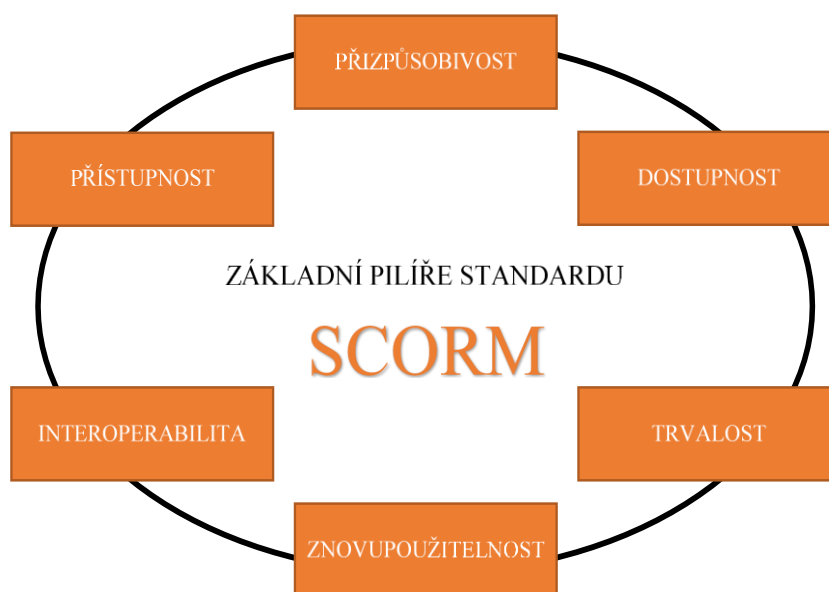 PŘIZPŮSOBIVOST
PŘÍSTUPNOST
DOSTUPNOST
ZÁKLADNÍ PILÍŘE STANDARDU
SCORM
INTEROPERABILITA
TRVALOST
ZNOVUPOUŽITELNOST